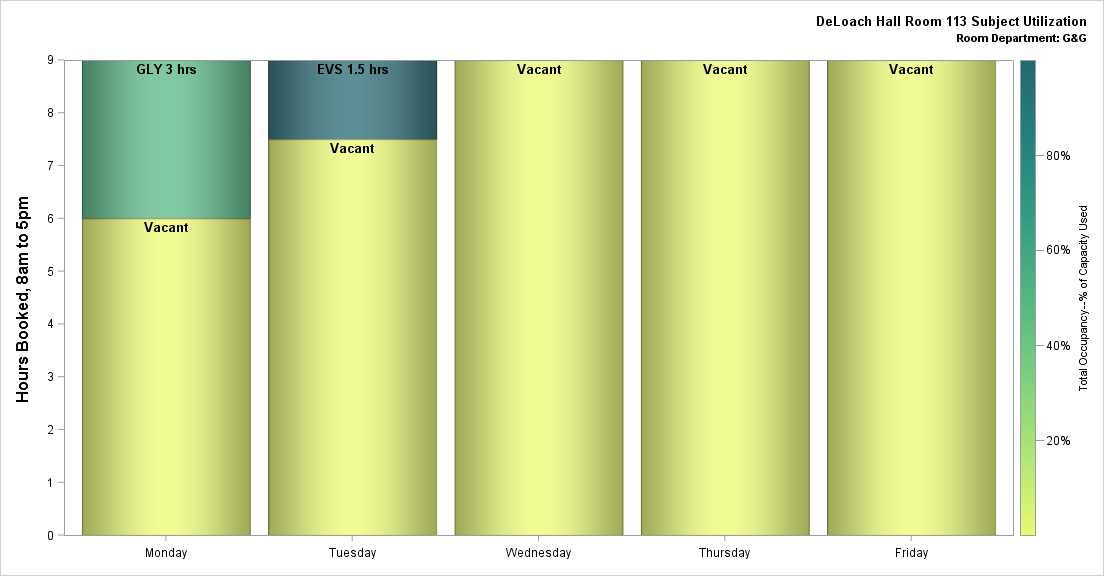 DeLoach Hall Room 113 Subject Utilization
Room Department: G&G
Hours Booked, 8am to 5pm
9
8
7
6
5
4
3
2
1
0
GLY 3 hrs
Vacant
EVS 1.5 hrs
Vacant
Vacant
Vacant
Vacant
Monday
Tuesday
Wednesday
Thursday
Friday
80%
60%
40%
20%
Total Occupancy--% of Capacity Used